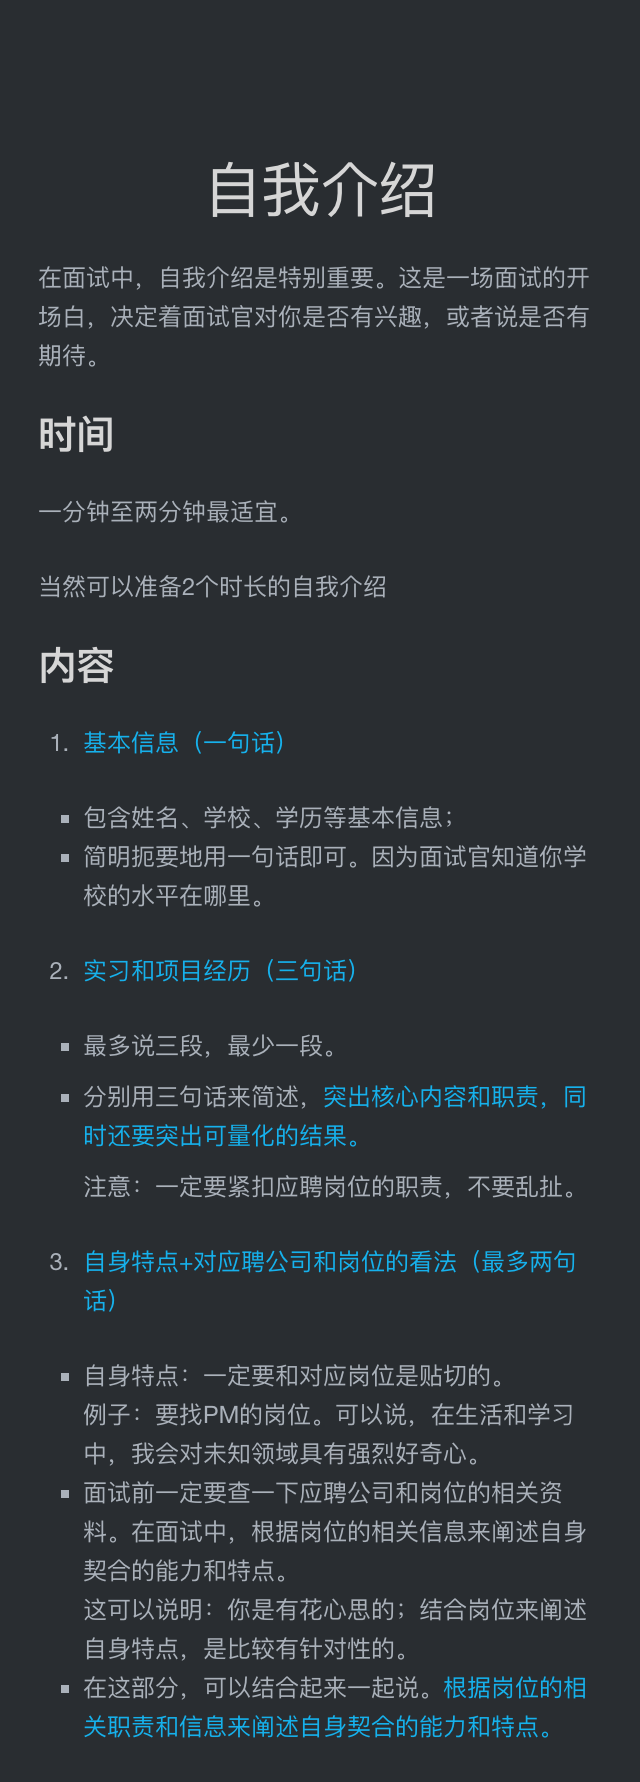 自我介绍
在面试中，自我介绍是特别重要。这是一场面试的开
场白，决定着面试官对你是否有兴趣，或者说是否有
期待。
时间
一分钟至两分钟最适宜。
当然可以准备2个时长的自我介绍
内容
1. 基本信息（一句话）
▪ 包含姓名、学校、学历等基本信息；
▪ 简明扼要地用一句话即可。因为面试官知道你学
校的水平在哪里。
2. 实习和项目经历（三句话）
▪ 最多说三段，最少一段。
▪ 分别用三句话来简述，突出核心内容和职责，同
时还要突出可量化的结果。
注意：一定要紧扣应聘岗位的职责，不要乱扯。
3. 自身特点+对应聘公司和岗位的看法（最多两句
话）
▪ 自身特点：一定要和对应岗位是贴切的。
例子：要找PM的岗位。可以说，在生活和学习
中，我会对未知领域具有强烈好奇心。
▪ 面试前一定要查一下应聘公司和岗位的相关资
料。在面试中，根据岗位的相关信息来阐述自身
契合的能力和特点。
这可以说明：你是有花心思的；结合岗位来阐述
自身特点，是比较有针对性的。
▪ 在这部分，可以结合起来一起说。根据岗位的相
关职责和信息来阐述自身契合的能力和特点。